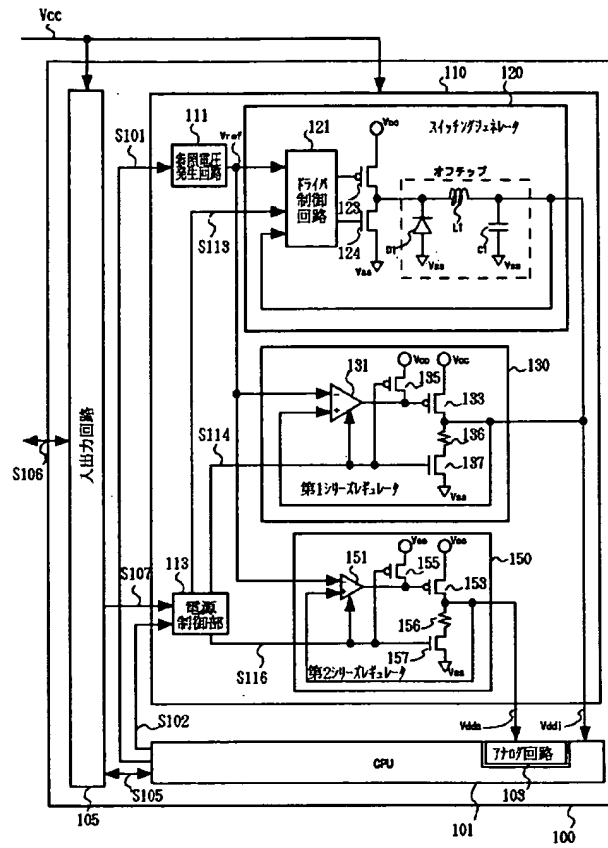 Vcc
110
120
S101
111
Vref
参照電圧
発生回路
121
ドライバ
制御
回路
Vcc
スイッチングジェネレータ
オフチップ
123
124
Vss
D1
Vss
L1
C1
Vss
S113
130
131
Vcc
Vcc
135
133
136
137
Vss
S114
第1シリーズレギュレータ
S106
入出力回路
S107
113
電源
制御部
150
151
Vcc
Vcc
155
153
156
157
Vss
第2シリーズレギュレータ
S116
S102
Vdda
Vddi
S105
CPU
アナログ回路
103
105
101
100